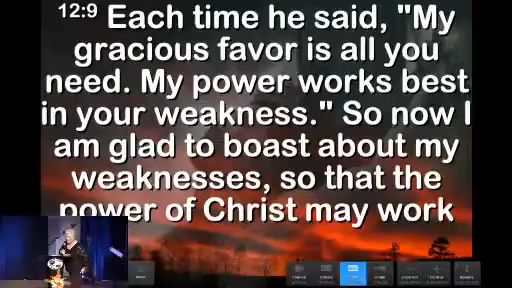 12:9 Each time he said, "My
gracious favor is all you
need. My power works best
in your weakness." So now I
am glad to boast about my
weaknesses, so that the
power of Christ may work